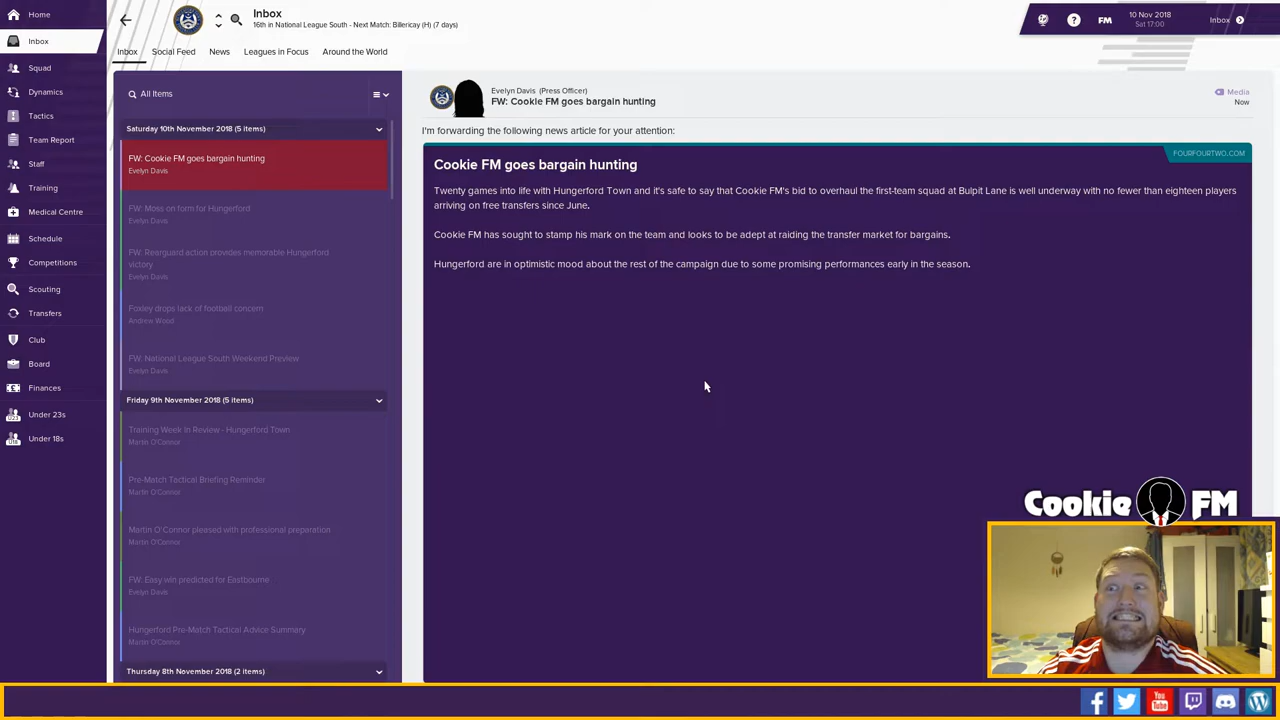 Home
Inbox
Squad
Dynamics
Tactics
Team Report
Staff
Training
Medical Centre
Schedule
Competitions
Scouting
Transfers
Club
Board
Finances
Under 23s
Under 18s
Inbox
16th in National League South - Next Match: Billericay (H) (7 days)
FM
10 Nov 2018
Sat 17:00
Inbox
Inbox
Social Feed
News
Leagues in Focus
Around the World
All Items
Saturday 10th November 2018 (5 items)
FW: Cookie FM goes bargain hunting
Evelyn Davis
FW: Moss on form for Hungerford
Evelyn Davis
FW: Rearguard action provides memorable Hungerford
victory
Evelyn Davis
Foxley drops lack of football concern
Andrew Wood
FW: National League South Weekend Preview
Evelyn Davis
Friday 9th November 2018 (5 items)
Training Week In Review - Hungerford Town
Martin O'Connor
Pre-Match Tactical Briefing Reminder
Martin O'Connor
Martin O'Connor pleased with professional preperation
Martin O'Connor
FW: Easy win predicted for Eastbourne
Evelyn Davis
Hungerford Pre-Match Tactical Advice Summary
Martin O'Connor
Thursday 8th November 2018 (2 items)
Evelyn Davis (Press Officer)
FW: Cookie FM goes bargain hunting
Media
Now
I'm forwarding the following news article for your attention:
FOURFOURTWO.COM
Cookie FM goes bargain hunting
Twenty games into life with Hungerford Town and it's safe to say that Cookie FM's bid to overhaul the first-team squad at Bulpit Lane is well underway with no fewer than eighteen players
arriving on free transfers since June.
Cookie FM has sought to stamp his mark on the team and looks to be adept at raiding the transfer market for bargains.
Hungerford are in optimistic mood about the rest of the campaign due to some promising performances early in the season.
Cookie FM
You
Tube